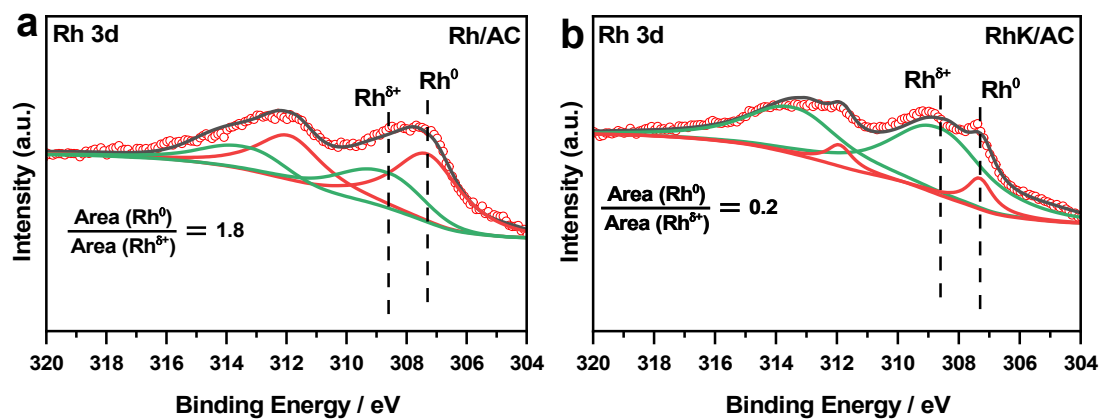 a
Rh 3d
Rh/AC
Rh^δ+
Rh^0
Intensity (a.u.)
Area (Rh^0)
Area (Rh^δ+)
= 1.8
320 318 316 314 312 310 308 306 304
Binding Energy / eV
b
Rh 3d
RhK/AC
Rh^δ+
Rh^0
Intensity (a.u.)
Area (Rh^0)
Area (Rh^δ+)
= 0.2
320 318 316 314 312 310 308 306 304
Binding Energy / eV